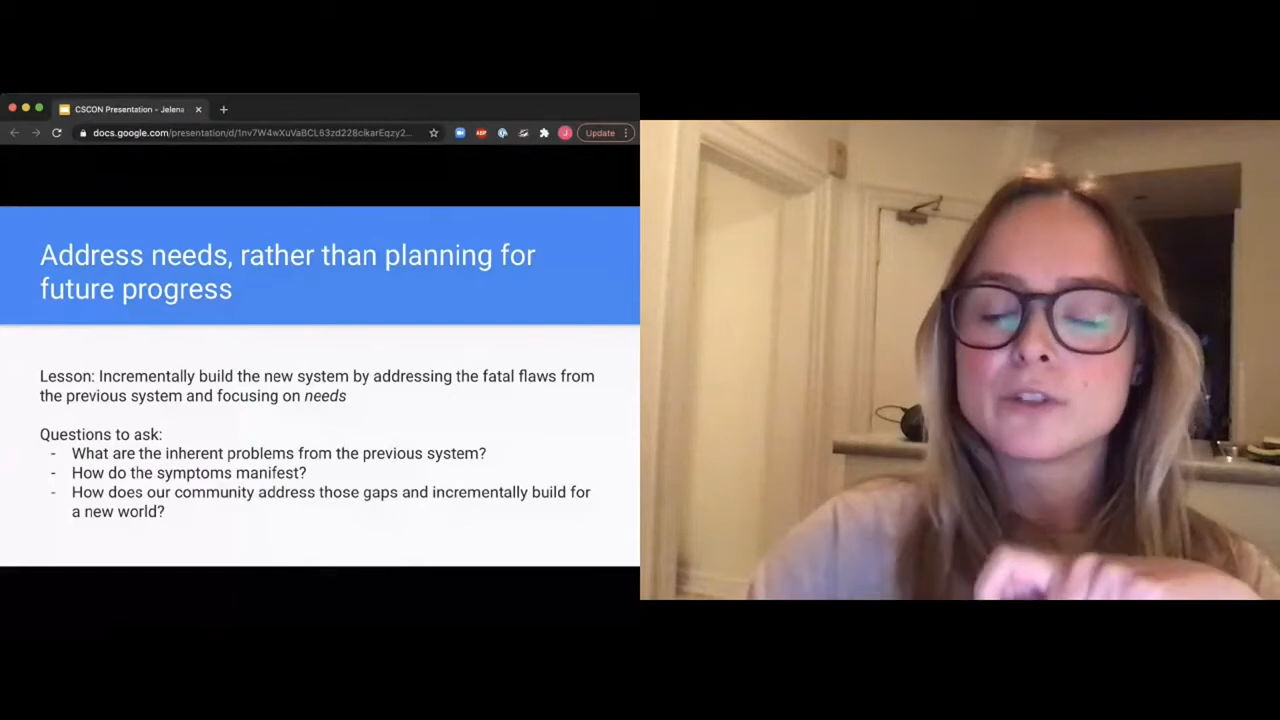 CSCON Presentation - Jelena
docs.google.com/presentation/d/1nv7W4wXuVaBCL63zd228cikarEqzy2...
ABP
J
Update
Address needs, rather than planning for
future progress
Lesson: Incrementally build the new system by addressing the fatal flaws from
the previous system and focusing on needs
Questions to ask:
- What are the inherent problems from the previous system?
- How do the symptoms manifest?
- How does our community address those gaps and incrementally build for
a new world?